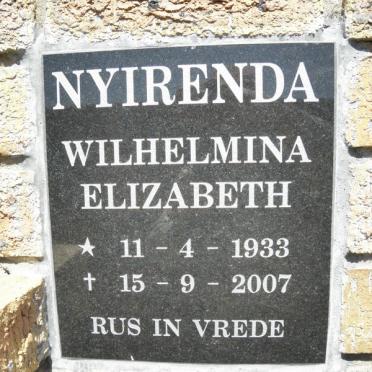 NYIRENDA
WILHELMINA
ELIZABETH
★ 11 - 4 - 1933
✝ 15 - 9 - 2007
RUS IN VREDE